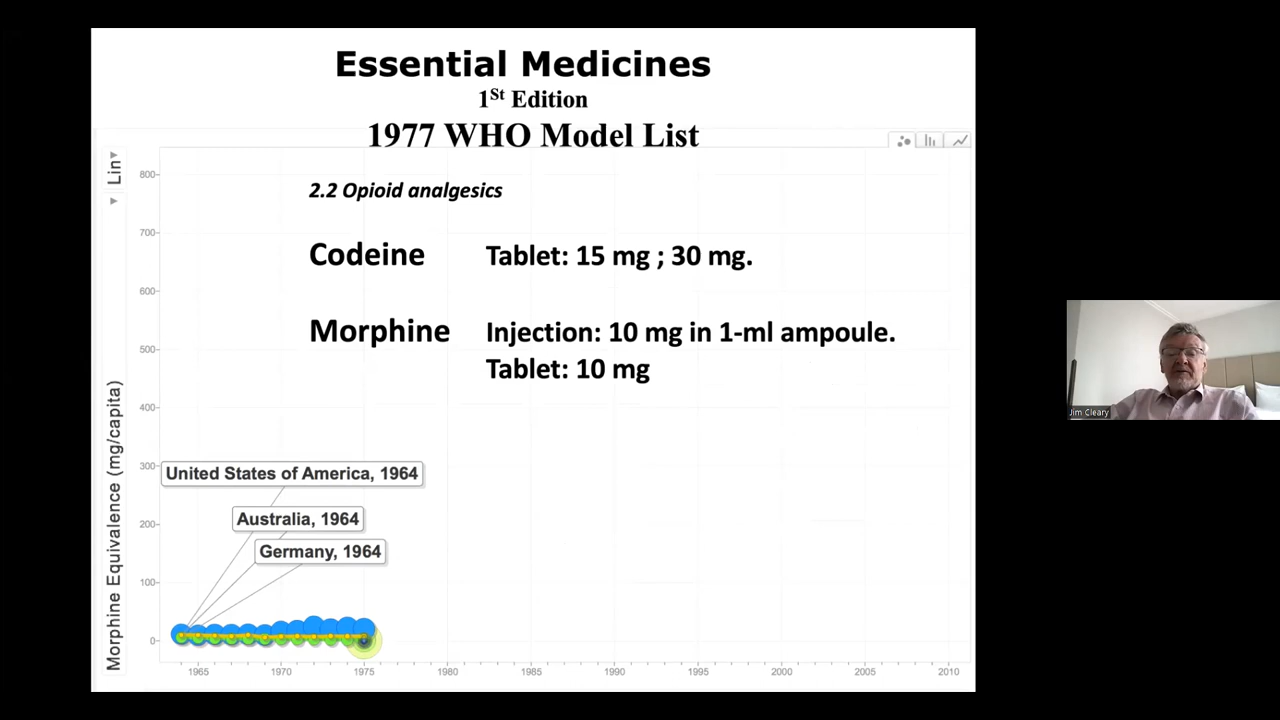 Essential Medicines
1St Edition
1977 WHO Model List
Lin
2.2 Opioid analgesics
Codeine Tablet: 15 mg ; 30 mg.
Morphine Injection: 10 mg in 1-ml ampoule.
Tablet: 10 mg
Morphine Equivalence (mg/capita)
800
700
600
500
400
300
200
100
0
United States of America, 1964
Australia, 1964
Germany, 1964
1965 1970 1975 1980 1985 1990 1995 2000 2005 2010
Jim Cleary